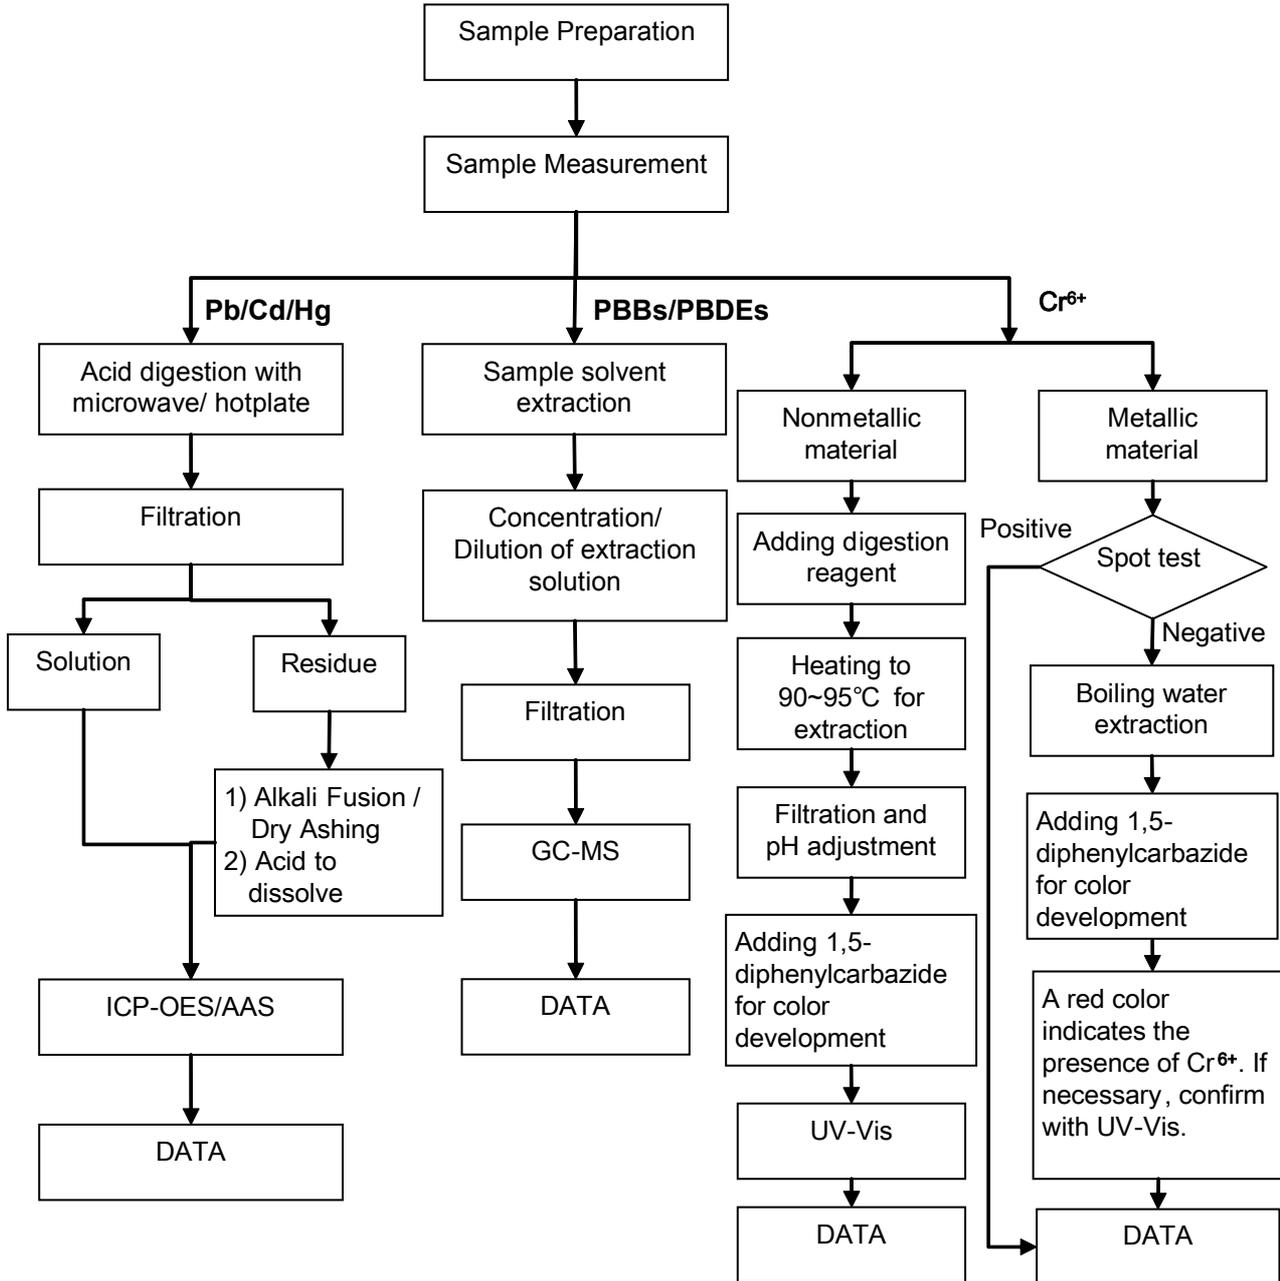 Sample Preparation
Sample Measurement
Pb/Cd/Hg
PBBs/PBDEs
Cr⁶⁺
Acid digestion with
microwave/ hotplate
Filtration
Solution
Residue
1) Alkali Fusion /
Dry Ashing
2) Acid to
dissolve
ICP-OES/AAS
DATA
Sample solvent
extraction
Concentration/
Dilution of extraction
solution
Filtration
GC-MS
DATA
Nonmetallic
material
Adding digestion
reagent
Heating to
90~95℃ for
extraction
Filtration and
pH adjustment
Adding 1,5-
diphenylcarbazide
for color
development
UV-Vis
DATA
Metallic
material
Positive
Spot test
Negative
Boiling water
extraction
Adding 1,5-
diphenylcarbazide
for color
development
A red color
indicates the
presence of Cr⁶⁺. If
necessary, confirm
with UV-Vis.
DATA